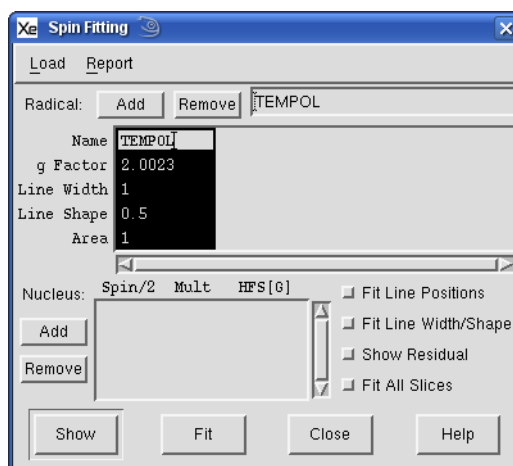 Xe Spin Fitting
Load Report
Radical: Add Remove TEMPOL
Name TEMPOL
g Factor 2.0023
Line Width 1
Line Shape 0.5
Area 1
Nucleus: Spin/2 Mult HFS[G]
Add
Remove
Fit Line Positions
Fit Line Width/Shape
Show Residual
Fit All Slices
Show Fit Close Help